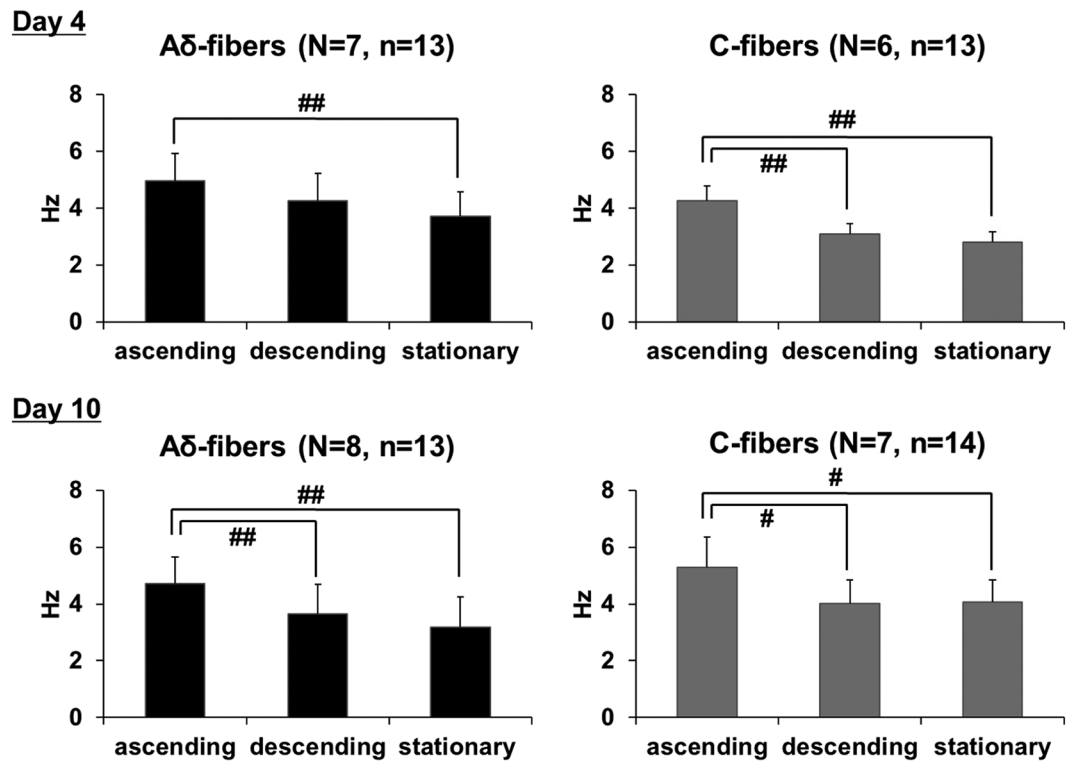 Day 4
Aδ-fibers (N=7, n=13)
8
6
4
2
0
Hz
##
ascending descending stationary
C-fibers (N=6, n=13)
8
6
4
2
0
Hz
##
##
ascending descending stationary
Day 10
Aδ-fibers (N=8, n=13)
8
6
4
2
0
Hz
##
##
ascending descending stationary
C-fibers (N=7, n=14)
8
6
4
2
0
Hz
#
#
ascending descending stationary